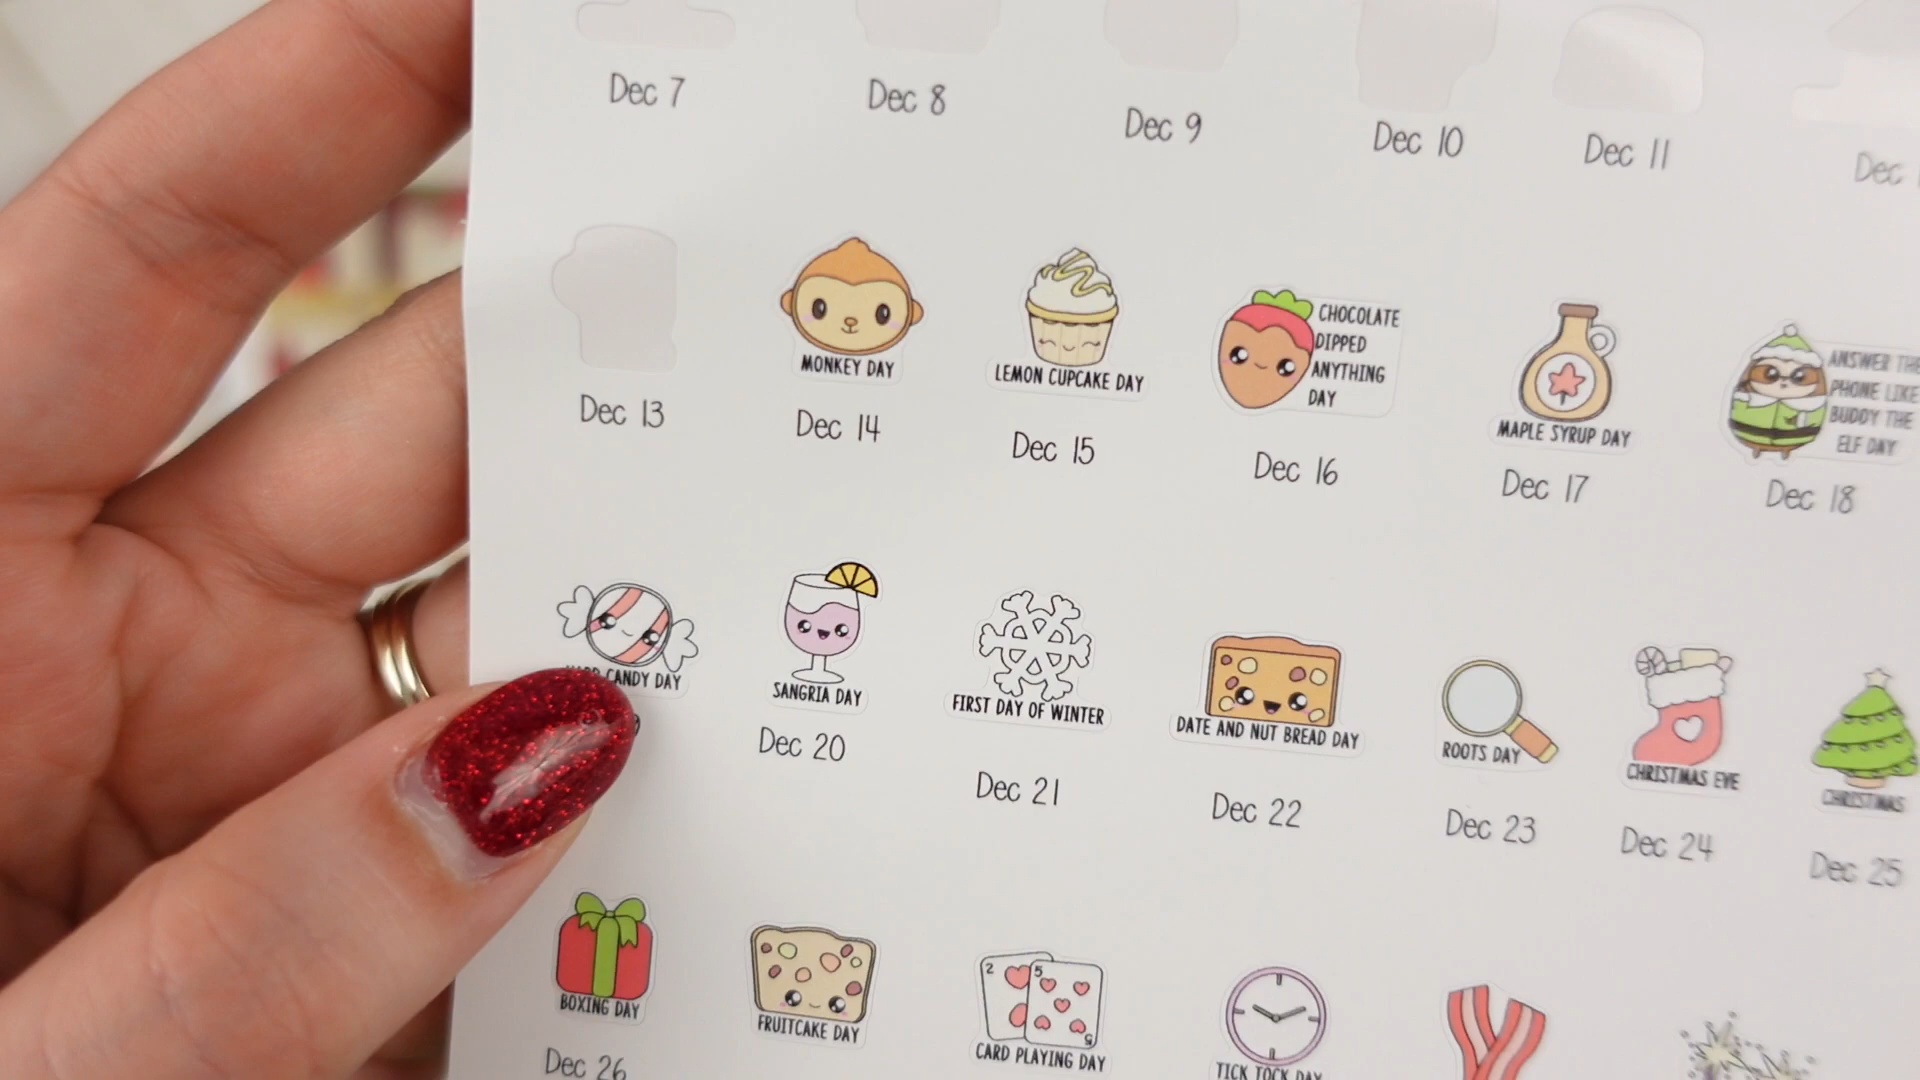 Dec 7
Dec 8
Dec 9
Dec 10
Dec 11
Dec
MONKEY DAY
LEMON CUPCAKE DAY
CHOCOLATE
DIPPED
ANYTHING
DAY
MAPLE SYRUP DAY
ANSWER THE
PHONE LIKE
BUDDY THE
ELF DAY
Dec 13
Dec 14
Dec 15
Dec 16
Dec 17
Dec 18
CANDY DAY
SANGRIA DAY
FIRST DAY OF WINTER
DATE AND NUT BREAD DAY
ROOTS DAY
CHRISTMAS EVE
CHRISTMAS
Dec 20
Dec 21
Dec 22
Dec 23
Dec 24
Dec 25
BOXING DAY
FRUITCAKE DAY
2
5
5
CARD PLAYING DAY
TICK TOCK DAY
Dec 26